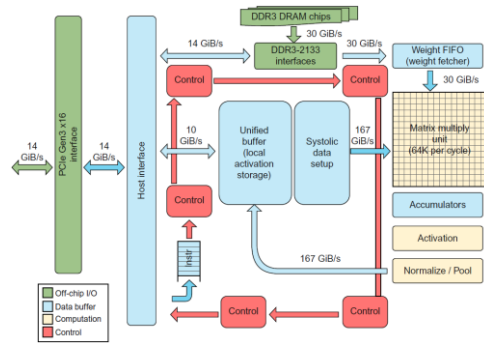 DDR3 DRAM chips
30 GiB/s
14 GiB/s
DDR3-2133
interfaces
30 GiB/s
Weight FIFO
(weight fetcher)
Control
Control
30 GiB/s
14
GiB/s
PCIe Gen3 x16
interface
14
GiB/s
Host interface
10
GiB/s
Unified
buffer
(local
activation
storage)
Systolic
data
setup
167
GiB/s
Matrix multiply
unit
(64K per cycle)
Control
Accumulators
Activation
Instr
167 GiB/s
Normalize / Pool
Off-chip I/O
Data buffer
Computation
Control
Control
Control